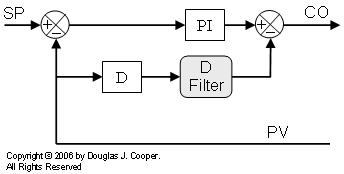 SP
PI
CO
+
−
+
−
D
D
Filter
PV
Copyright © 2006 by Douglas J. Cooper.
All Rights Reserved